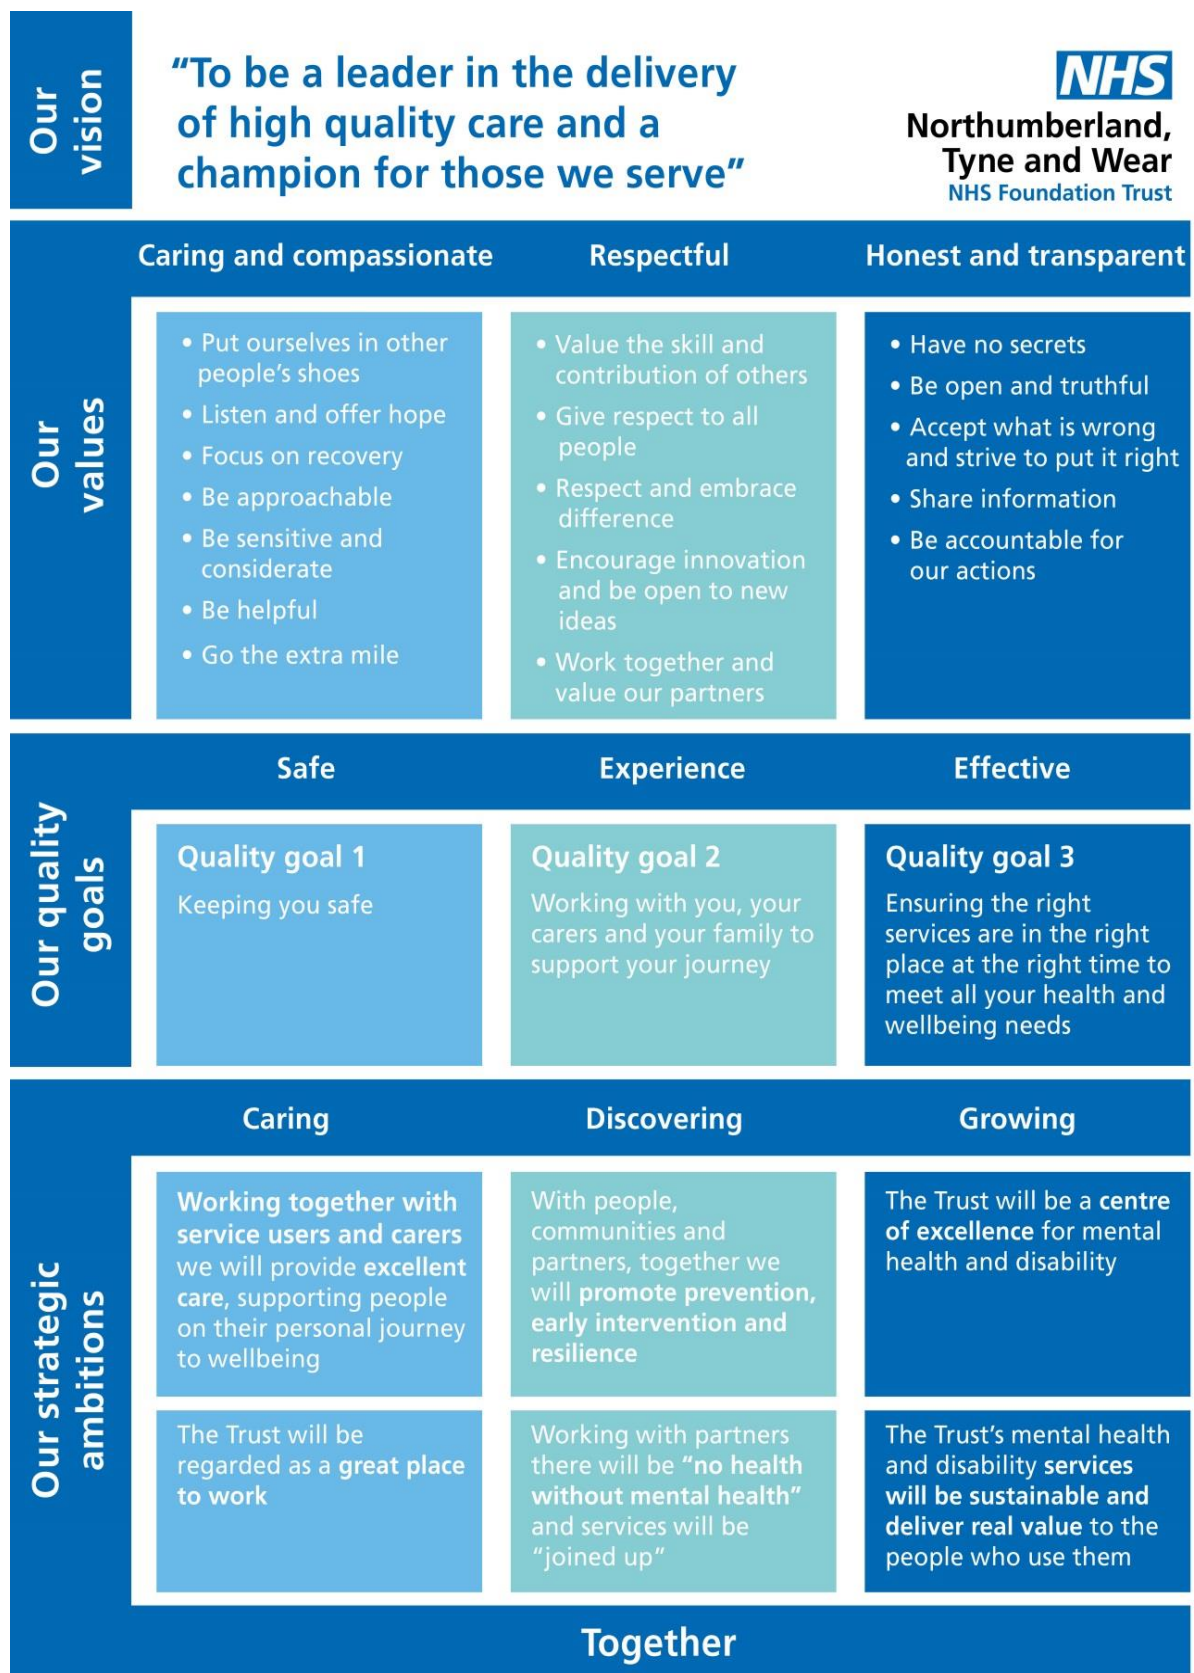 Our
vision
“To be a leader in the delivery
of high quality care and a
champion for those we serve”
NHS
Northumberland,
Tyne and Wear
NHS Foundation Trust
Our
values
Caring and compassionate
• Put ourselves in other
people’s shoes
• Listen and offer hope
• Focus on recovery
• Be approachable
• Be sensitive and
considerate
• Be helpful
• Go the extra mile
Respectful
• Value the skill and
contribution of others
• Give respect to all
people
• Respect and embrace
difference
• Encourage innovation
and be open to new
ideas
• Work together and
value our partners
Honest and transparent
• Have no secrets
• Be open and truthful
• Accept what is wrong
and strive to put it right
• Share information
• Be accountable for
our actions
Our quality
goals
Safe
Quality goal 1
Keeping you safe
Experience
Quality goal 2
Working with you, your
carers and your family to
support your journey
Effective
Quality goal 3
Ensuring the right
services are in the right
place at the right time to
meet all your health and
wellbeing needs
Our strategic
ambitions
Caring
Working together with
service users and carers
we will provide excellent
care, supporting people
on their personal journey
to wellbeing
The Trust will be
regarded as a great place
to work
Discovering
With people,
communities and
partners, together we
will promote prevention,
early intervention and
resilience
Working with partners
there will be “no health
without mental health”
and services will be
“joined up”
Growing
The Trust will be a centre
of excellence for mental
health and disability
The Trust’s mental health
and disability services
will be sustainable and
deliver real value to the
people who use them
Together